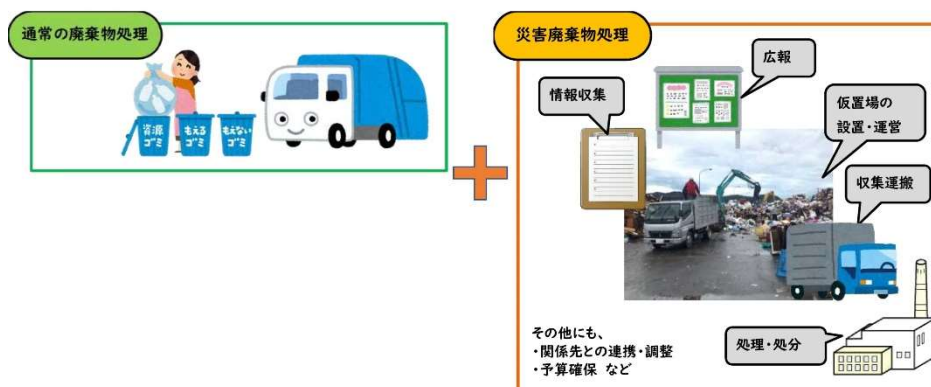 通常の廃棄物処理
資源
ゴミ
もえる
ゴミ
もえない
ゴミ
災害廃棄物処理
情報収集
広報
仮置場の
設置・運営
収集運搬
処理・処分
その他にも、
・関係先との連携・調整
・予算確保 など